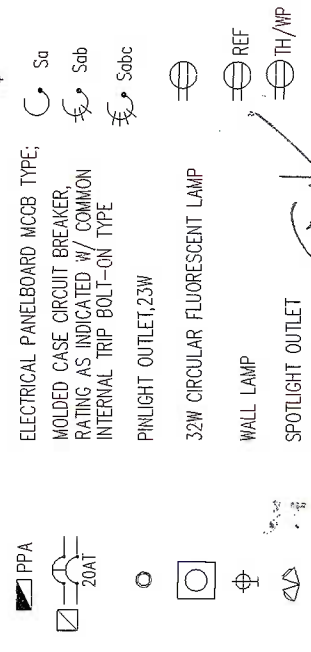 PPA
ELECTRICAL PANELBOARD MCCB TYPE;
20AT
MOLDED CASE CIRCUIT BREAKER,
RATING AS INDICATED W/ COMMON
INTERNAL TRIP BOLT-ON TYPE
PINLIGHT OUTLET,23W
32W CIRCULAR FLUORESCENT LAMP
WALL LAMP
SPOTLIGHT OUTLET
Sa
Sab
Sabc
REF
TH/WP